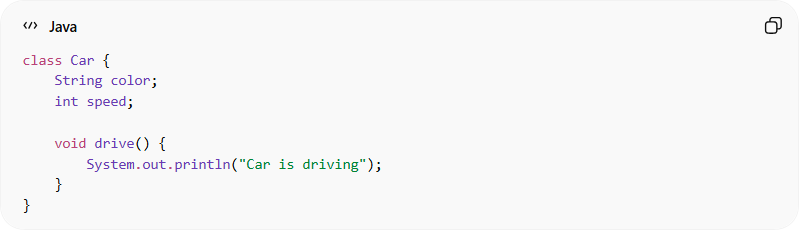 </> Java
class Car {
    String color;
    int speed;

    void drive() {
        System.out.println("Car is driving");
    }
}